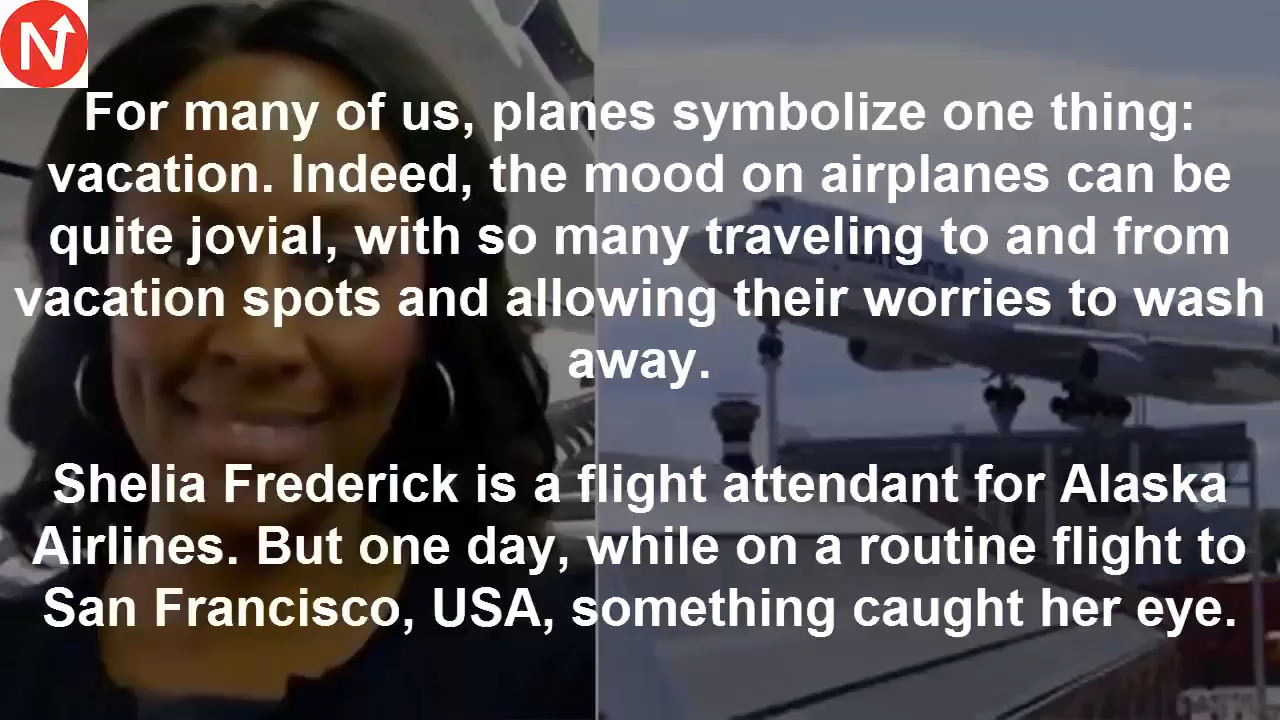 N
For many of us, planes symbolize one thing:
vacation. Indeed, the mood on airplanes can be
quite jovial, with so many traveling to and from
vacation spots and allowing their worries to wash
away.
Shelia Frederick is a flight attendant for Alaska
Airlines. But one day, while on a routine flight to
San Francisco, USA, something caught her eye.